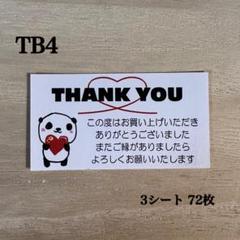 TB4
THANK YOU
この度はお買い上げいただき
ありがとうございました
またご縁がありましたら
よろしくお願いいたします
3シート 72枚